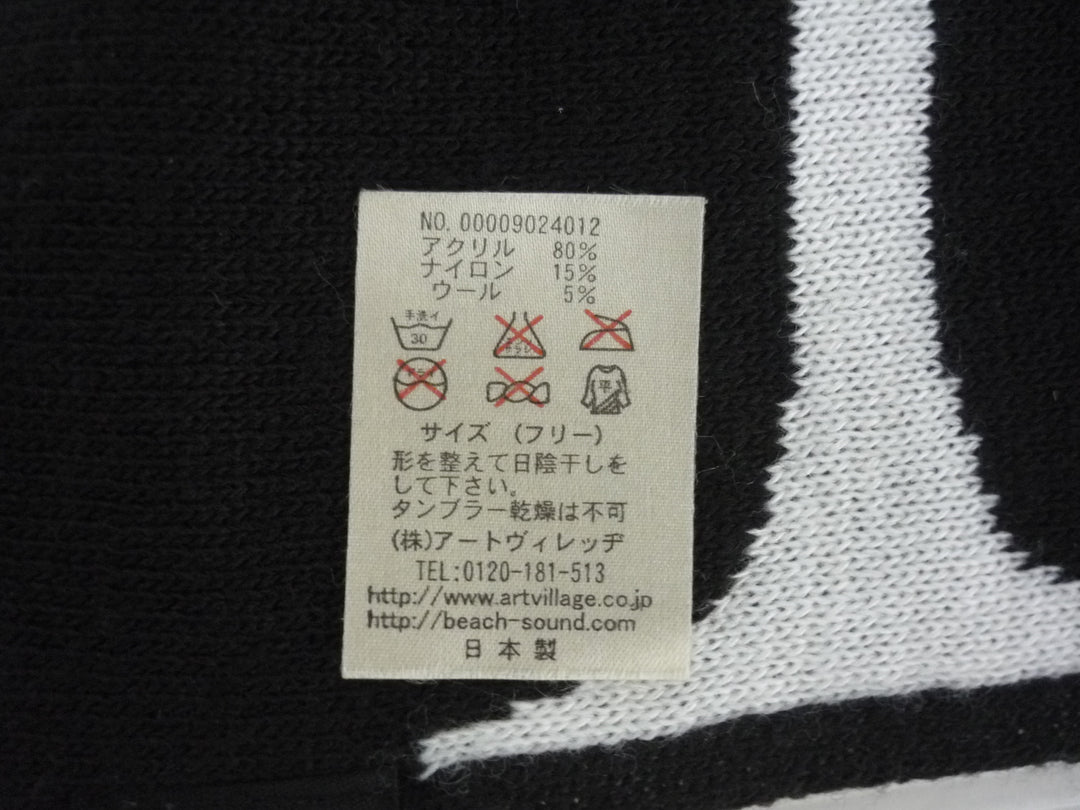 NO. 00009024012
アクリル 80%
ナイロン 15%
ウール 5%
手洗イ
30
平
サイズ (フリー)
形を整えて日陰干しを
して下さい。
タンブラー乾燥は不可
(株)アートヴィレッヂ
TEL:0120-181-513
http://www.artvillage.co.jp
http://beach-sound.com
日本製